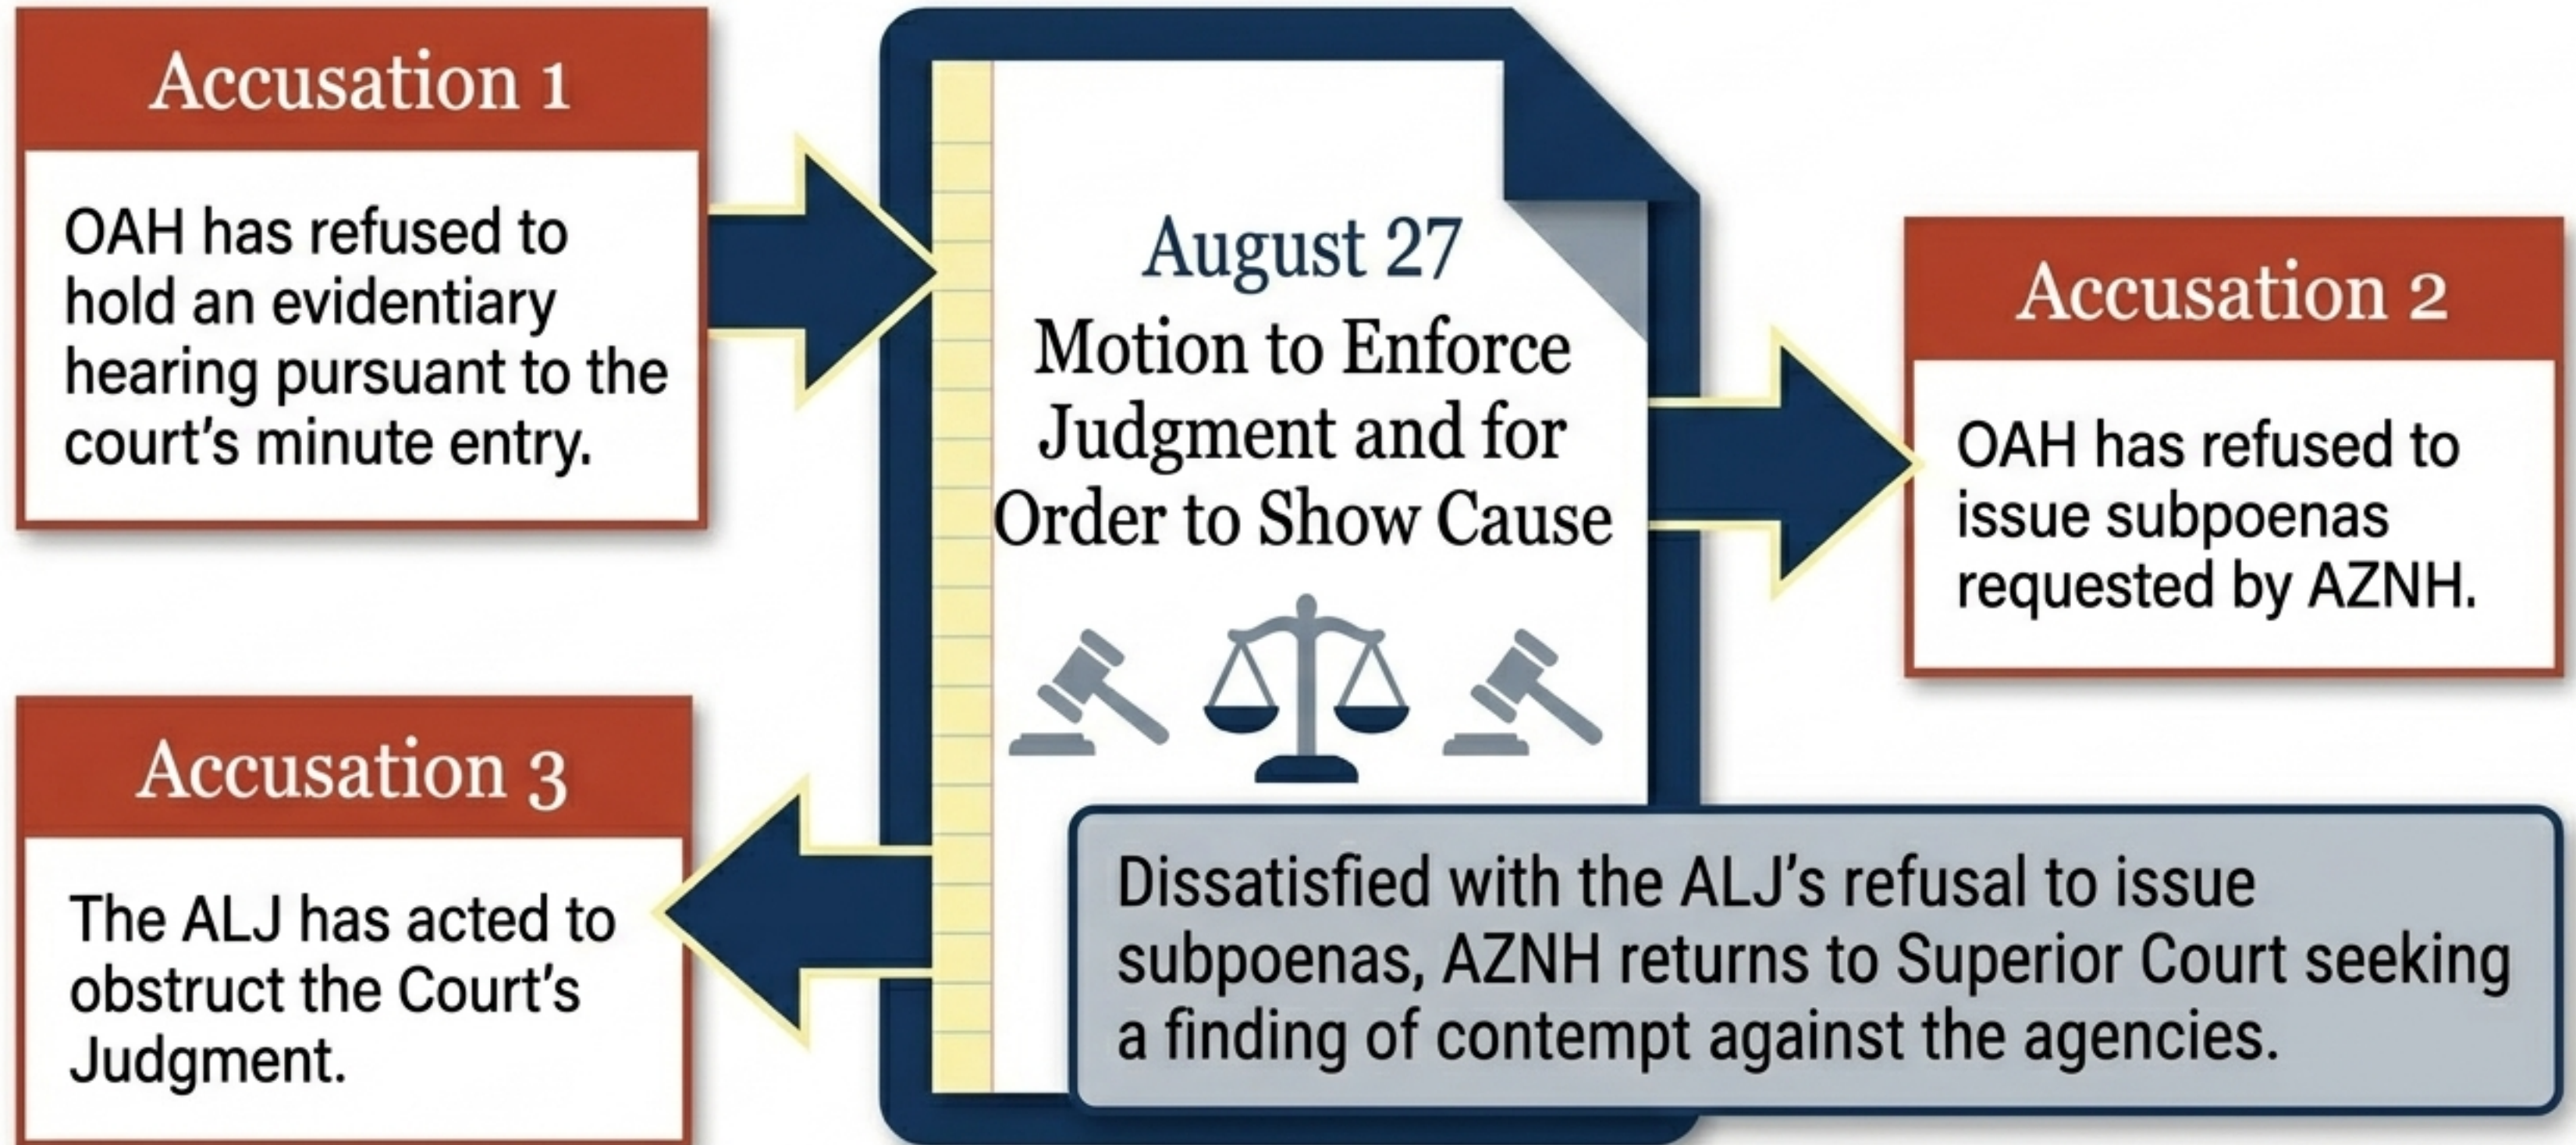 Accusation 1
OAH has refused to
hold an evidentiary
hearing pursuant to the
court's minute entry.
August 27
Motion to Enforce
Judgment and for
Order to Show Cause
Accusation 2
OAH has refused to
issue subpoenas
requested by AZNH.
Accusation 3
The ALJ has acted to
obstruct the Court's
Judgment.
Dissatisfied with the ALJ's refusal to issue
subpoenas, AZNH returns to Superior Court seeking
a finding of contempt against the agencies.